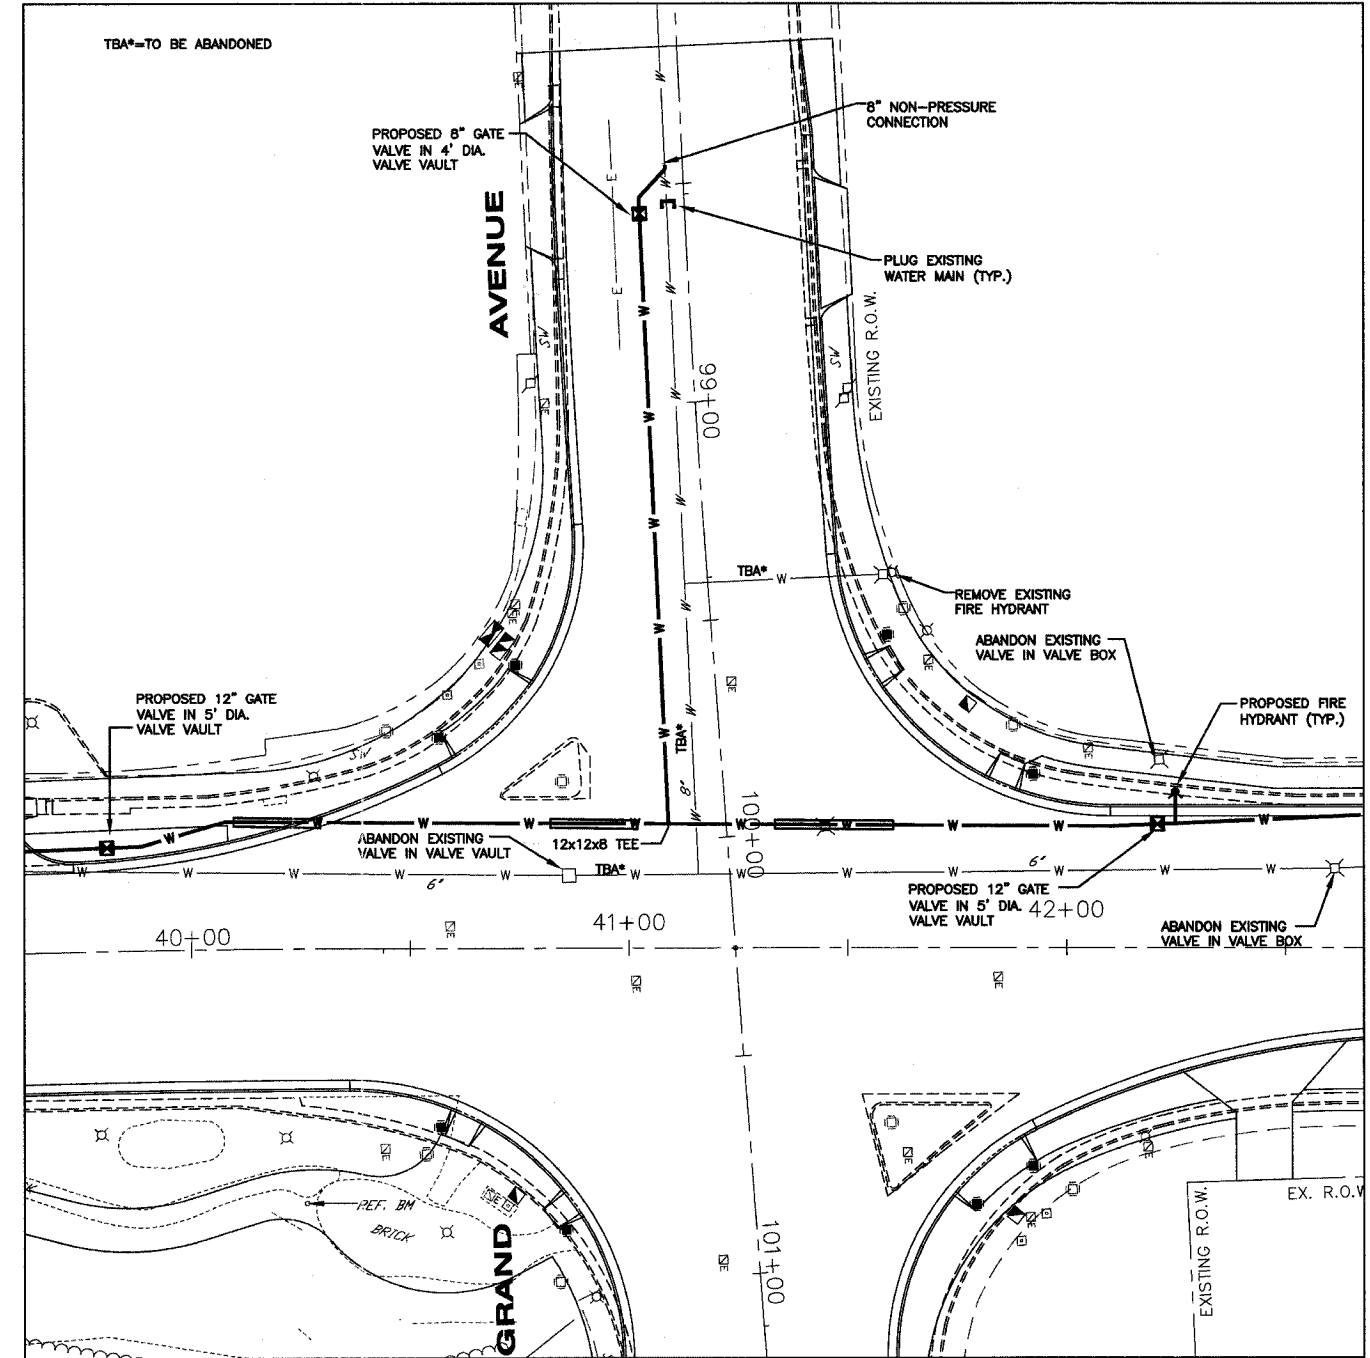 TBA*=TO BE ABANDONED
8" NON-PRESSURE
CONNECTION
PROPOSED 8" GATE
VALVE IN 4' DIA.
VALVE VAULT
AVENUE
W
W
E
E
PLUG EXISTING
WATER MAIN (TYP.)
W
W
W
SW
SW
EXISTING R.O.W.
99+00
W
W
W
W
TBA*
W
REMOVE EXISTING
FIRE HYDRANT
W
W
ABANDON EXISTING
VALVE IN VALVE BOX
PROPOSED 12" GATE
VALVE IN 5' DIA.
VALVE VAULT
PROPOSED FIRE
HYDRANT (TYP.)
W
TBA*
8"
W
100+00
W
W
W
W
W
W
W
W
W
W
W
ABANDON EXISTING
VALVE IN VALVE VAULT
12x12x8 TEE
TBA*
6"
6"
W
W
W
W
W
W
W
W
W
W
W
PROPOSED 12" GATE
VALVE IN 5' DIA.
VALVE VAULT
ABANDON EXISTING
VALVE IN VALVE BOX
40+00
41+00
42+00
REF. BM
BRICK
GRAND
101+00
EXISTING R.O.W.
EX. R.O.W